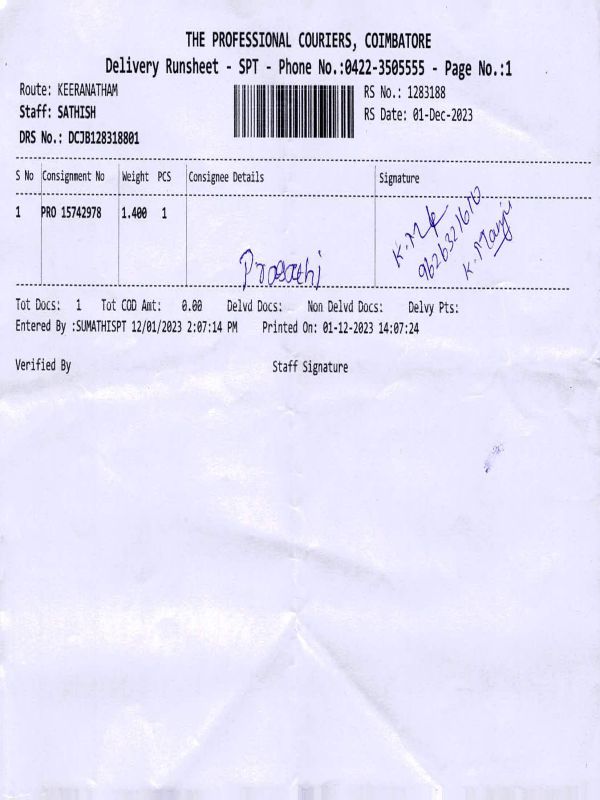 THE PROFESSIONAL COURIERS, COIMBATORE
Delivery Runsheet - SPT - Phone No.:0422-3505555 - Page No.:1
Route: KEERANATHAM
RS No.: 1283188
Staff: SATHISH
RS Date: 01-Dec-2023
DRS No.: DCJB128318801
S No Consignment No Weight PCS Consignee Details Signature
1 PRO 15742978 1.400 1
K. Manju
Tot Docs: 1 Tot COD Amt: 0.00 Delvd Docs: Non Delvd Docs: Delvy Pts:
Entered By :SUMATHISPT 12/01/2023 2:07:14 PM Printed On: 01-12-2023 14:07:24
Verified By Staff Signature